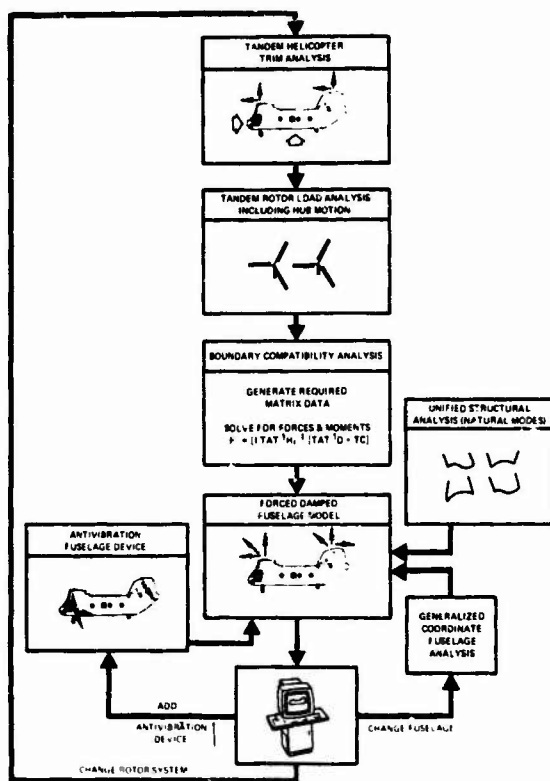 TANDEM HELICOPTER
TRIM ANALYSIS
TANDEM ROTOR LOAD ANALYSIS
INCLUDING HUB MOTION
BOUNDARY COMPATIBILITY ANALYSIS
GENERATE REQUIRED
MATRIX DATA
SOLVE FOR FORCES & MOMENTS
UNIFIED STRUCTURAL
ANALYSIS (NATURAL MODES)
FORCED DAMPED
FUSELAGE MODEL
ANTIVIBRATION
FUSELAGE DEVICE
GENERALIZED
COORDINATE
FUSELAGE
ANALYSIS
ADD
ANTIVIBRATION
DEVICE
CHANGE FUSELAGE
CHANGE ROTOR SYSTEM